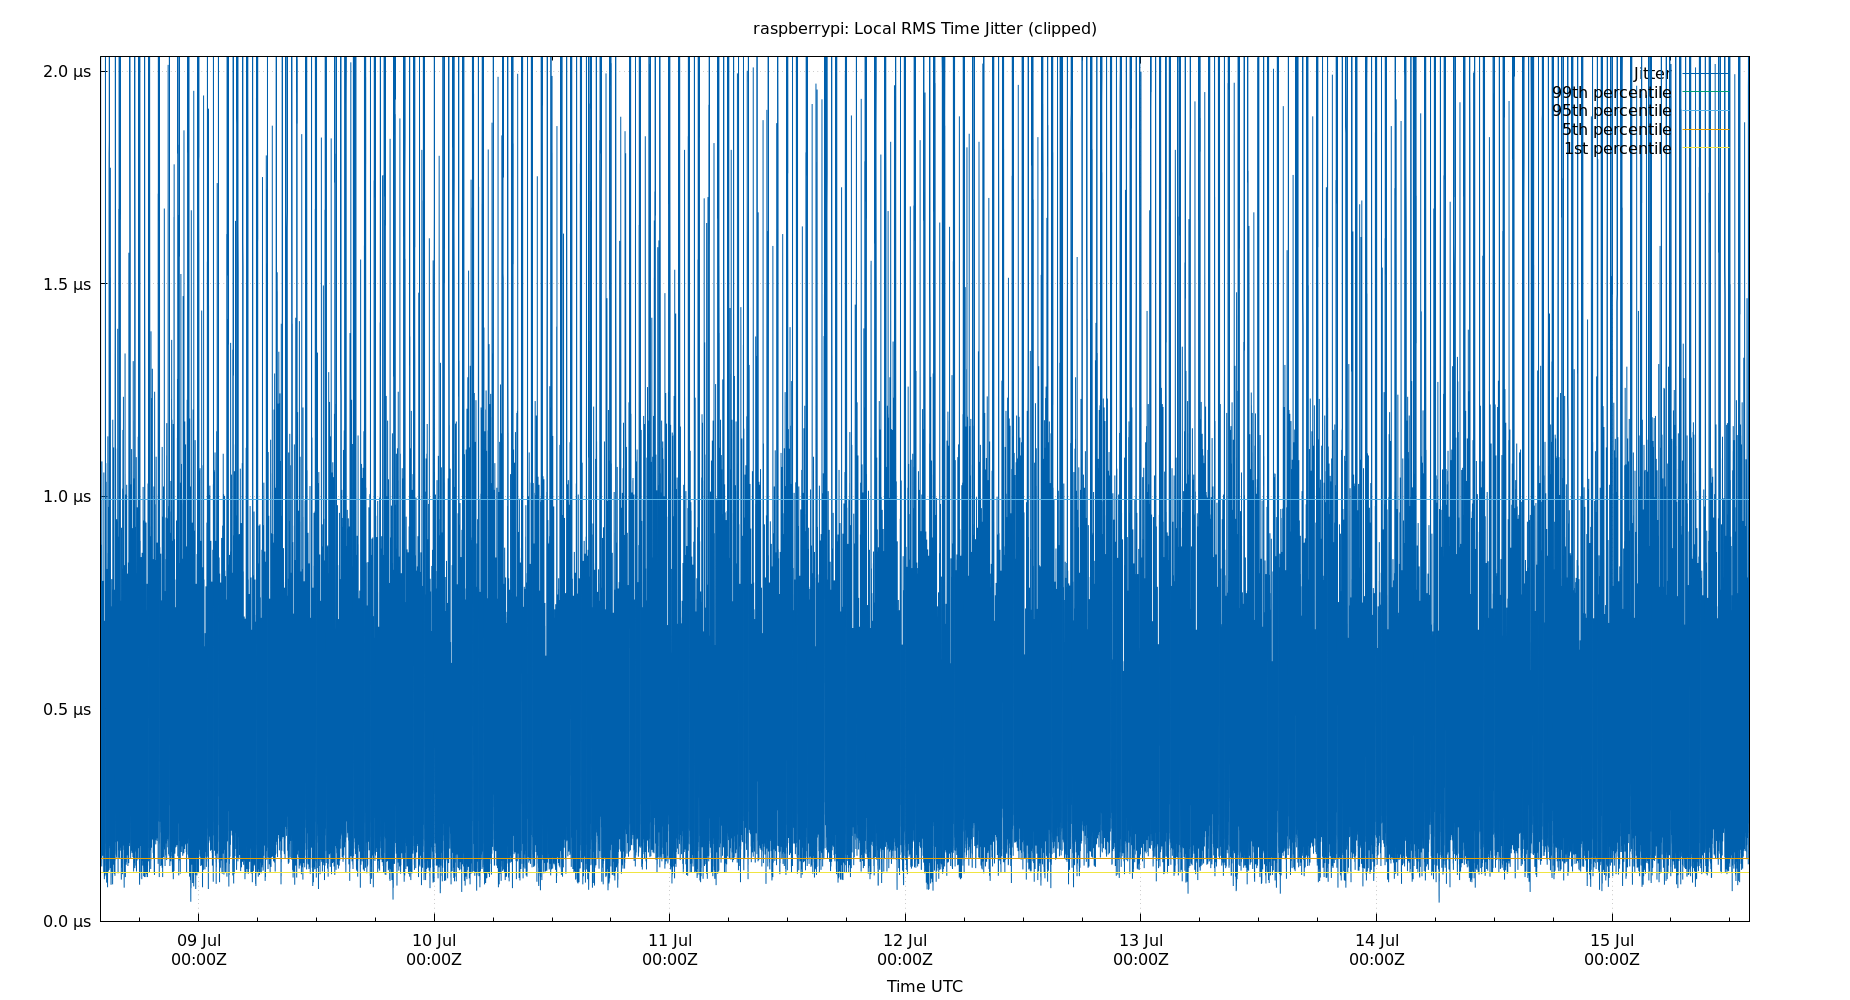 raspberrypi: Local RMS Time Jitter (clipped)
2.0 µs
1.5 µs
1.0 µs
0.5 µs
0.0 µs
Jitter
99th percentile
95th percentile
5th percentile
1st percentile
09 Jul
00:00Z
10 Jul
00:00Z
11 Jul
00:00Z
12 Jul
00:00Z
13 Jul
00:00Z
14 Jul
00:00Z
15 Jul
00:00Z
Time UTC